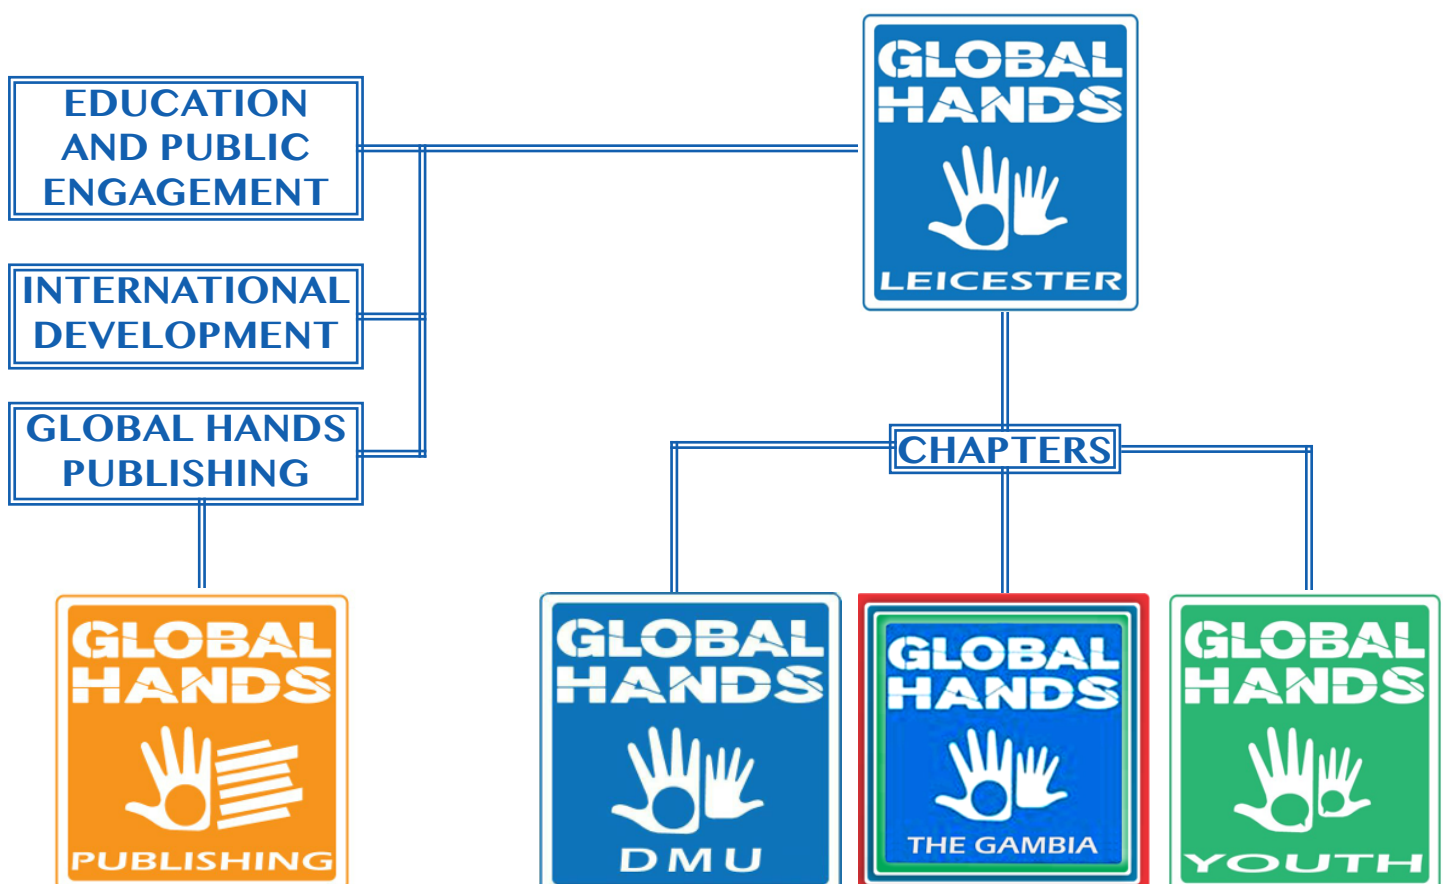 GLOBAL
HANDS
LEICESTER
EDUCATION
AND PUBLIC
ENGAGEMENT
INTERNATIONAL
DEVELOPMENT
GLOBAL HANDS
PUBLISHING
CHAPTERS
GLOBAL
HANDS
PUBLISHING
GLOBAL
HANDS
DMU
GLOBAL
HANDS
THE GAMBIA
GLOBAL
HANDS
YOUTH